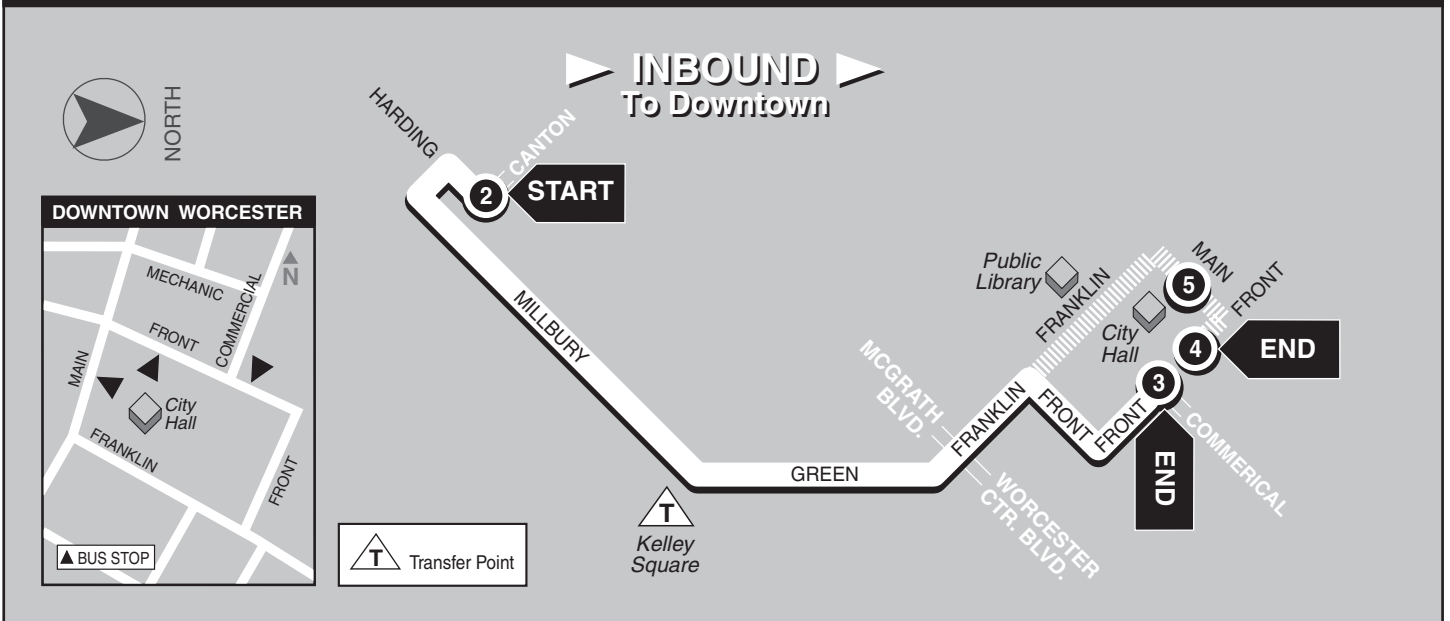 INBOUND
To Downtown
NORTH
HARDING
CANTON
2
START
DOWNTOWN WORCESTER
N
MECHANIC
COMMERCIAL
FRONT
MAIN
City
Hall
FRANKLIN
FRONT
BUS STOP
T
Transfer Point
MILLBURY
T
Kelley
Square
GREEN
MCGRATH
BLVD.
FRANKLIN
WORCESTER
CTR. BLVD.
Public
Library
FRANKLIN
MAIN
5
FRONT
City
Hall
4
END
3
FRONT
FRONT
COMMERICAL
END